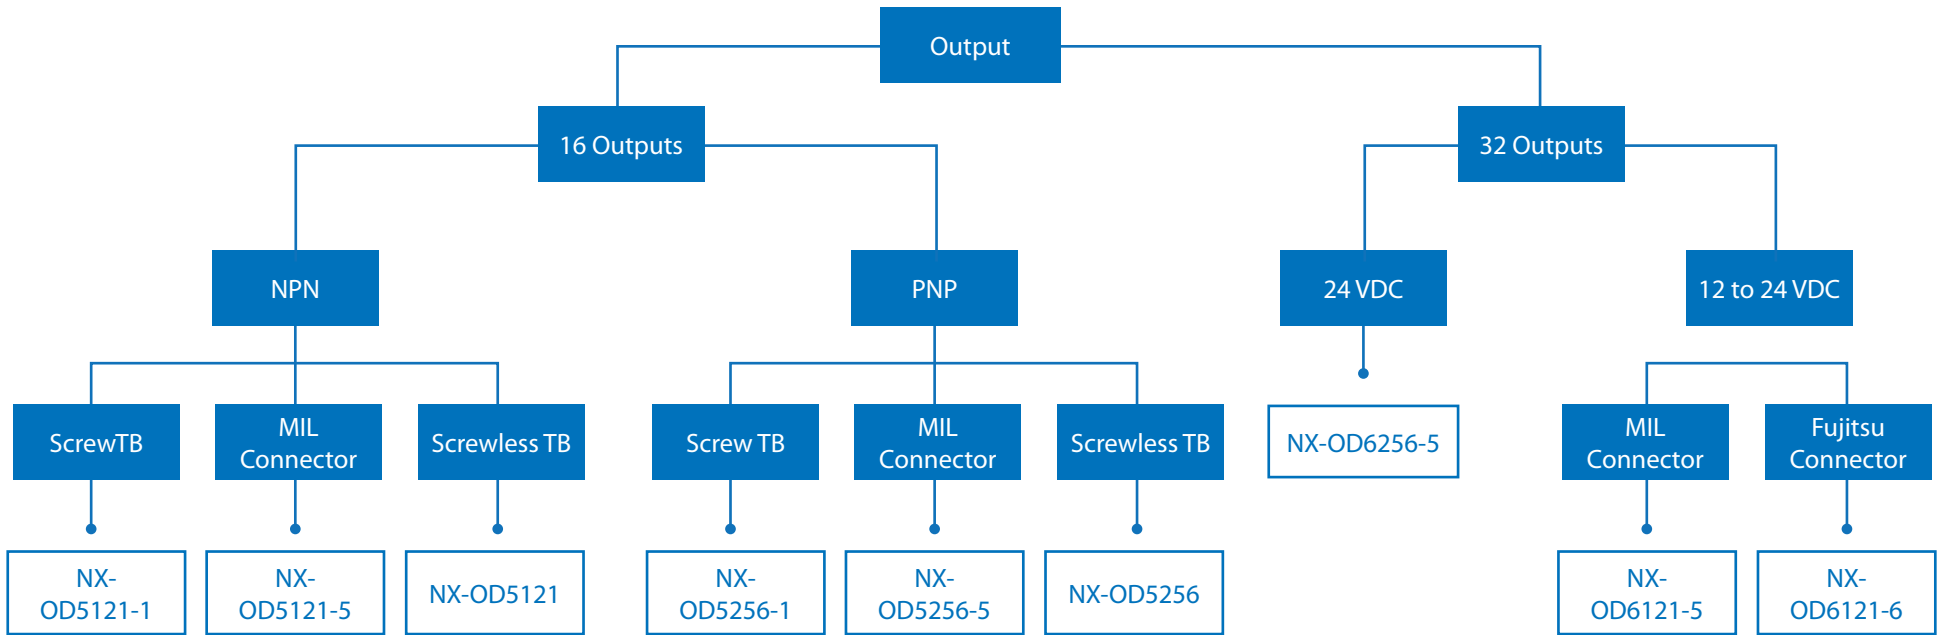 Output
16 Outputs
32 Outputs
NPN
PNP
24 VDC
12 to 24 VDC
ScrewTB
MIL
Connector
Screwless TB
Screw TB
MIL
Connector
Screwless TB
NX-OD6256-5
MIL
Connector
Fujitsu
Connector
NX-
OD5121-1
NX-
OD5121-5
NX-OD5121
NX-
OD5256-1
NX-
OD5256-5
NX-OD5256
NX-
OD6121-5
NX-
OD6121-6